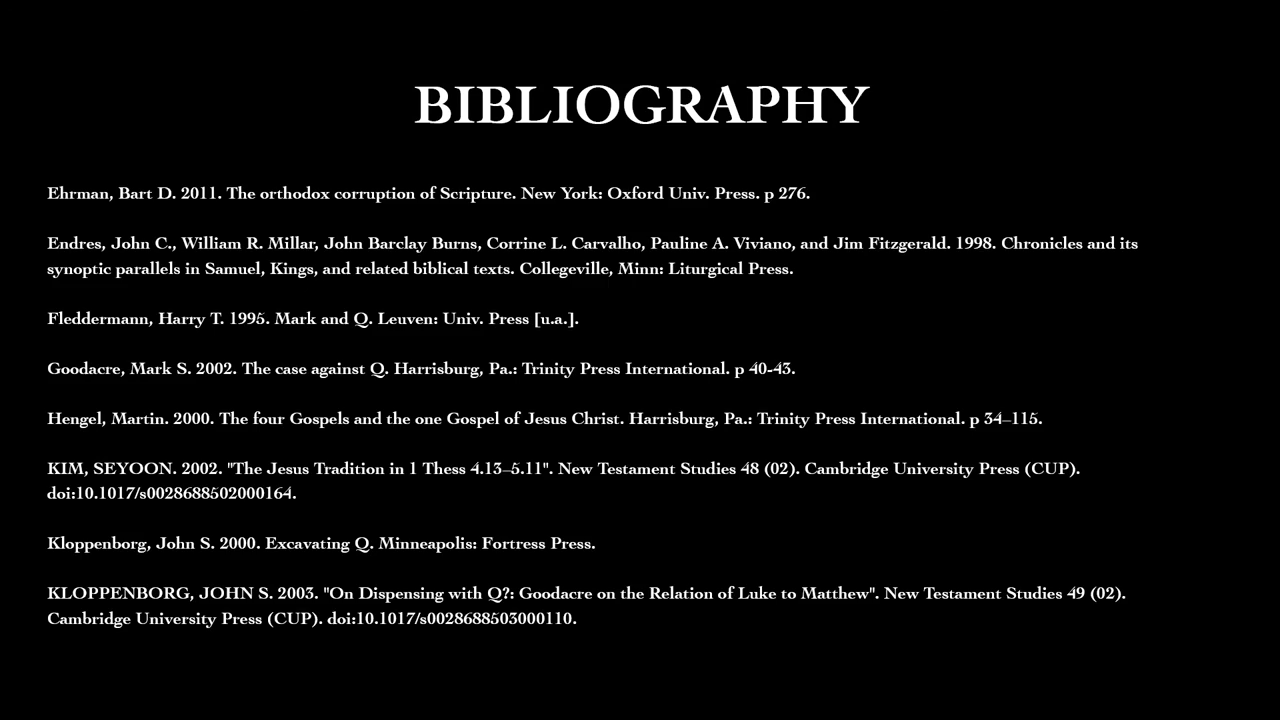 BIBLIOGRAPHY
Ehrman, Bart D. 2011. The orthodox corruption of Scripture. New York: Oxford Univ. Press. p 276.
Endres, John C., William R. Millar, John Barclay Burns, Corrine L. Carvalho, Pauline A. Viviano, and Jim Fitzgerald. 1998. Chronicles and its
synoptic parallels in Samuel, Kings, and related biblical texts. Collegeville, Minn: Liturgical Press.
Fleddermann, Harry T. 1995. Mark and Q. Leuven: Univ. Press [u.a.].
Goodacre, Mark S. 2002. The case against Q. Harrisburg, Pa.: Trinity Press International. p 40-43.
Hengel, Martin. 2000. The four Gospels and the one Gospel of Jesus Christ. Harrisburg, Pa.: Trinity Press International. p 34–115.
KIM, SEYOON. 2002. "The Jesus Tradition in 1 Thess 4.13–5.11". New Testament Studies 48 (02). Cambridge University Press (CUP).
doi:10.1017/s0028688502000164.
Kloppenborg, John S. 2000. Excavating Q. Minneapolis: Fortress Press.
KLOPPENBORG, JOHN S. 2003. "On Dispensing with Q?: Goodacre on the Relation of Luke to Matthew". New Testament Studies 49 (02).
Cambridge University Press (CUP). doi:10.1017/s0028688503000110.